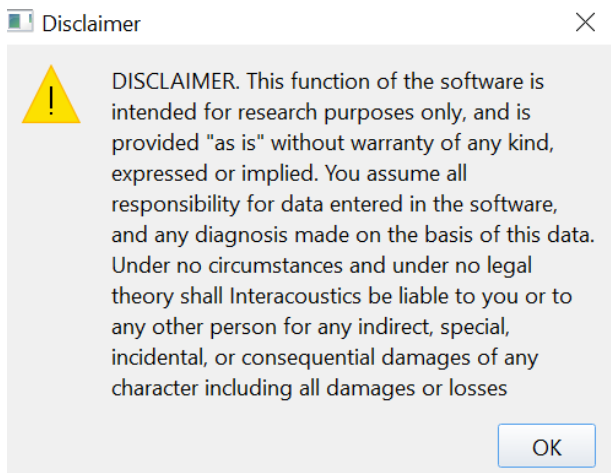 Disclaimer
DISCLAIMER. This function of the software is
intended for research purposes only, and is
provided "as is" without warranty of any kind,
expressed or implied. You assume all
responsibility for data entered in the software,
and any diagnosis made on the basis of this data.
Under no circumstances and under no legal
theory shall Interacoustics be liable to you or to
any other person for any indirect, special,
incidental, or consequential damages of any
character including all damages or losses
OK